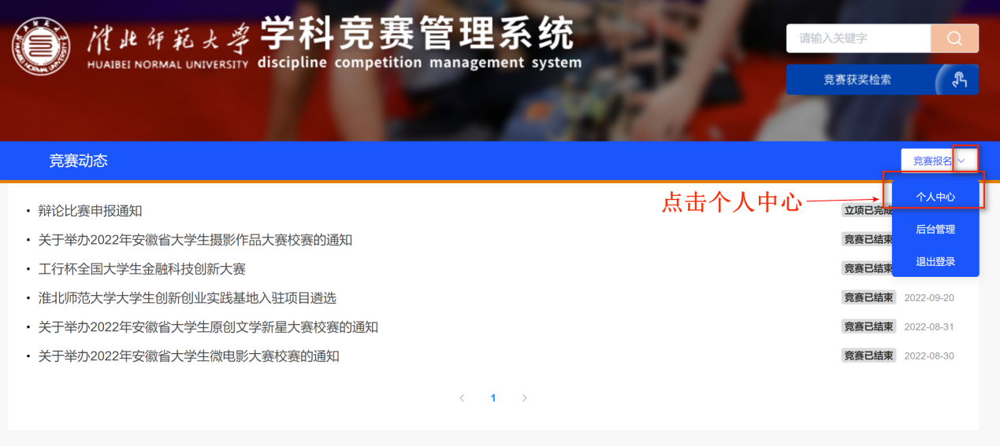 淮北师范大学
HUAIBEI NORMAL UNIVERSITY
学科竞赛管理系统
discipline competition management system
请输入关键字
竞赛获奖检索
竞赛动态
竞赛报名
点击个人中心
个人中心
后台管理
退出登录
· 辩论比赛申报通知
立项已完成
· 关于举办2022年安徽省大学生摄影作品大赛校赛的通知
竞赛已结束
· 工行杯全国大学生金融科技创新大赛
竞赛已结束
· 淮北师范大学大学生创新创业实践基地入驻项目遴选
竞赛已结束 2022-09-20
· 关于举办2022年安徽省大学生原创文学新星大赛校赛的通知
竞赛已结束 2022-08-31
· 关于举办2022年安徽省大学生微电影大赛校赛的通知
竞赛已结束 2022-08-30
1